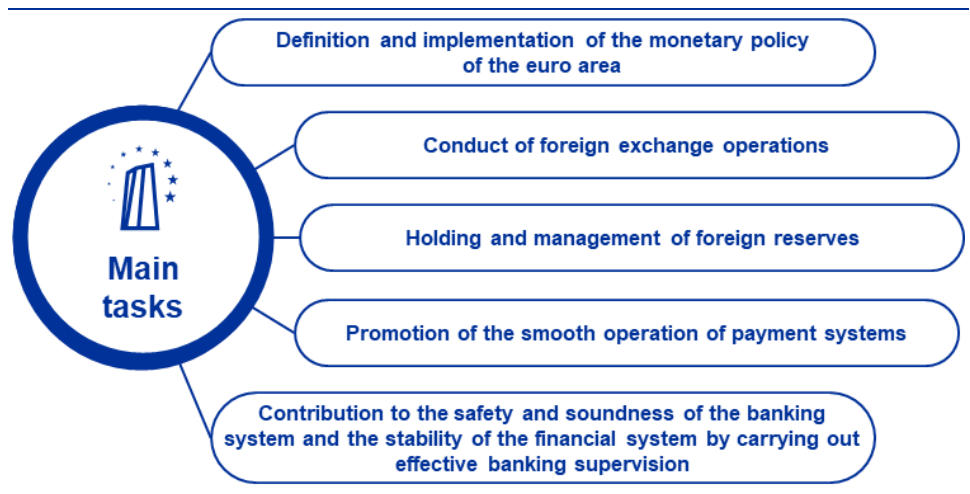 Definition and implementation of the monetary policy
of the euro area
Conduct of foreign exchange operations
Main
tasks
Holding and management of foreign reserves
Promotion of the smooth operation of payment systems
Contribution to the safety and soundness of the banking
system and the stability of the financial system by carrying out
effective banking supervision